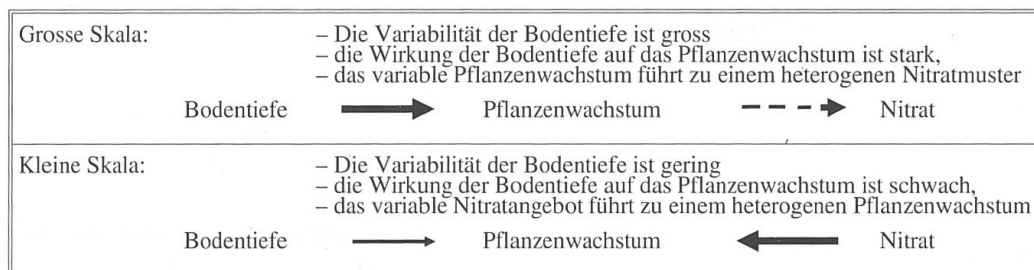 Grosse Skala: – Die Variabilität der Bodentiefe ist gross
– die Wirkung der Bodentiefe auf das Pflanzenwachstum ist stark,
– das variable Pflanzenwachstum führt zu einem heterogenen Nitratmuster
Bodentiefe Pflanzenwachstum Nitrat
Kleine Skala: – Die Variabilität der Bodentiefe ist gering
– die Wirkung der Bodentiefe auf das Pflanzenwachstum ist schwach,
– das variable Nitratangebot führt zu einem heterogenen Pflanzenwachstum
Bodentiefe Pflanzenwachstum Nitrat